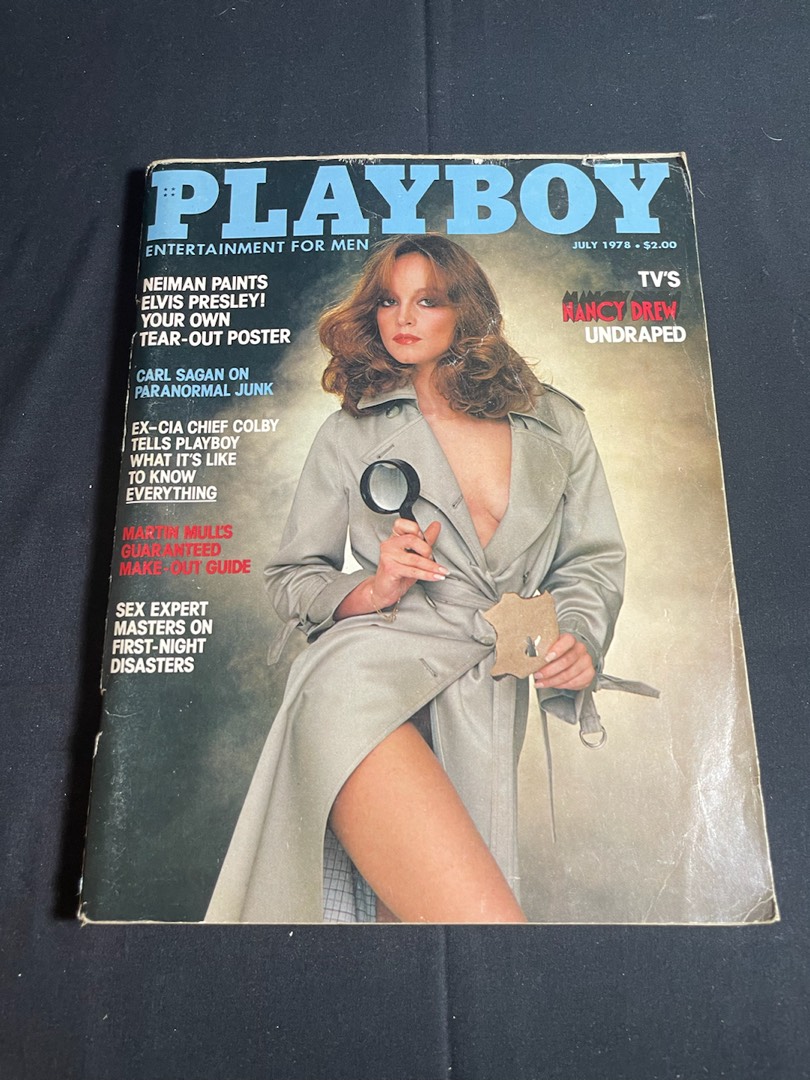 PLAYBOY
ENTERTAINMENT FOR MEN
JULY 1978 • $2.00
NEIMAN PAINTS
ELVIS PRESLEY!
YOUR OWN
TEAR-OUT POSTER
CARL SAGAN ON
PARANORMAL JUNK
EX-CIA CHIEF COLBY
TELLS PLAYBOY
WHAT IT'S LIKE
TO KNOW
EVERYTHING
MARTIN MULL'S
GUARANTEED
MAKE-OUT GUIDE
SEX EXPERT
MASTERS ON
FIRST-NIGHT
DISASTERS
TV'S
NANCY DREW
UNDRAPED